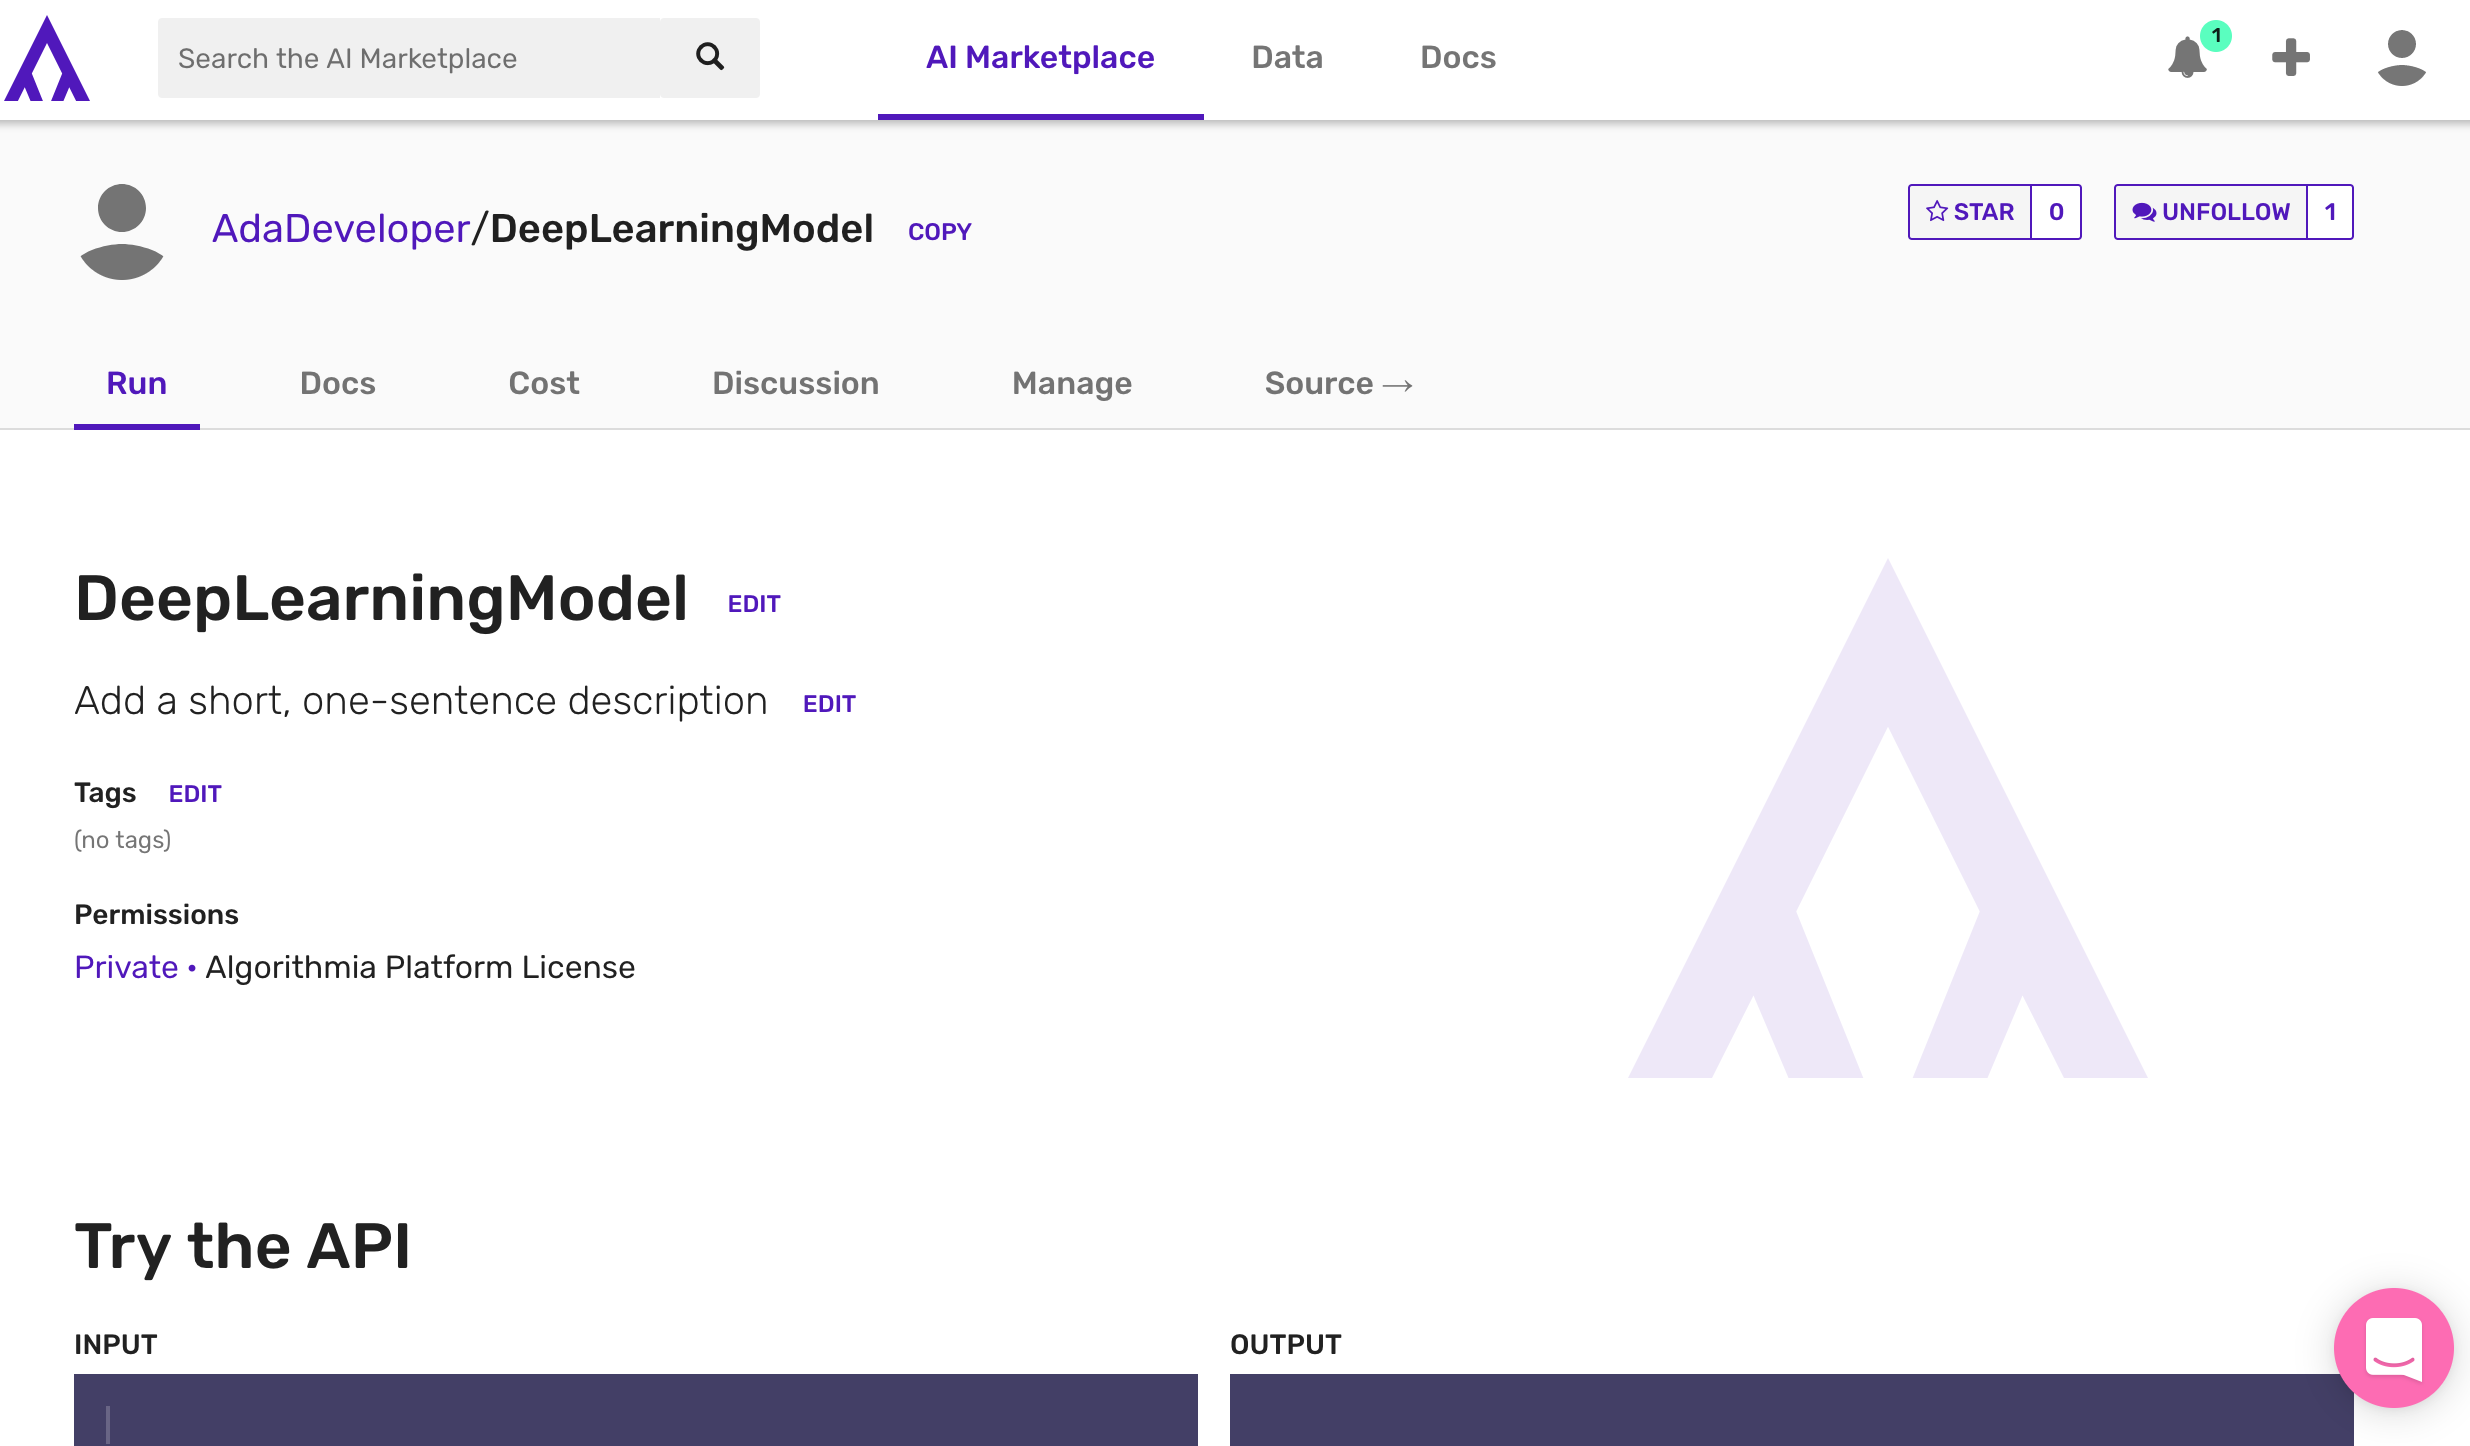 Search the AI Marketplace
AI Marketplace
Data
Docs
1
AdaDeveloper/DeepLearningModel COPY
STAR 0
UNFOLLOW 1
Run
Docs
Cost
Discussion
Manage
Source →
DeepLearningModel EDIT
Add a short, one-sentence description EDIT
Tags EDIT
(no tags)
Permissions
Private • Algorithmia Platform License
Try the API
INPUT
OUTPUT